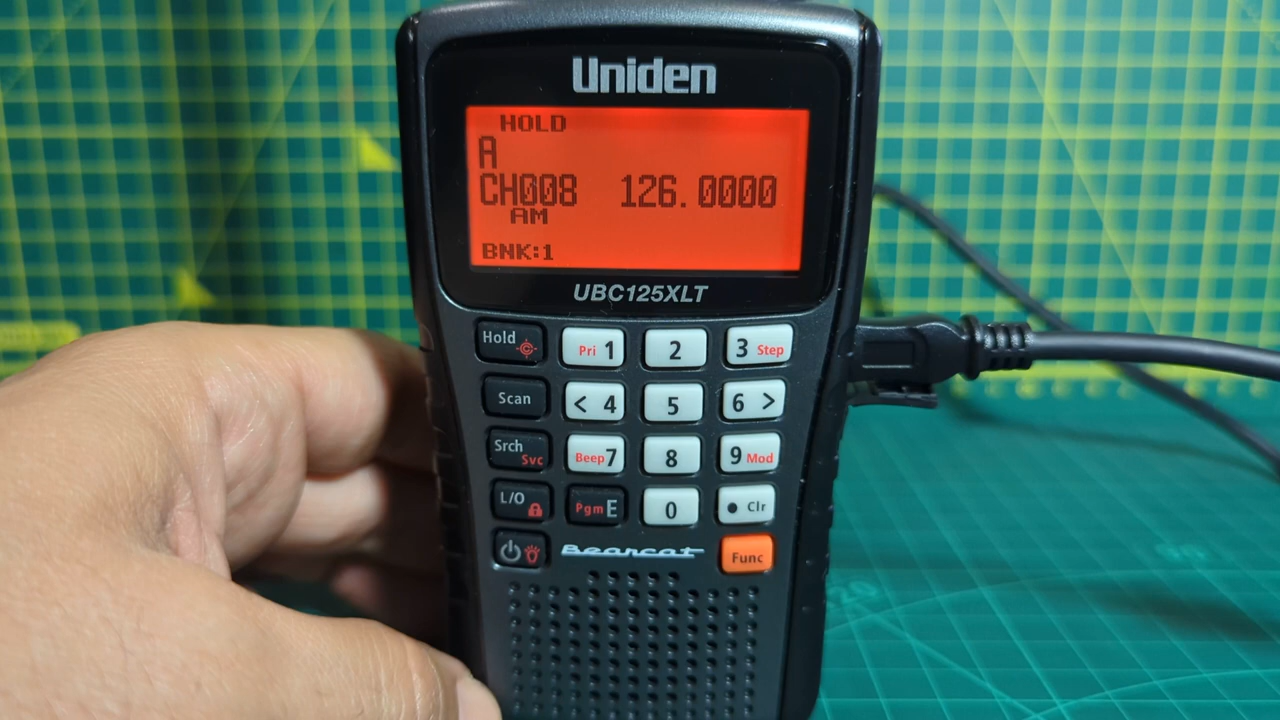 Uniden
HOLD
A
CH008 126.0000
AM
BNK:1
UBC125XLT
Hold C Pri 1 2 3 Step
Scan < 4 5 6 >
Srch Svc Beep 7 8 9 Mod
L/O Pgm E 0 • Clr
Bearcat Func